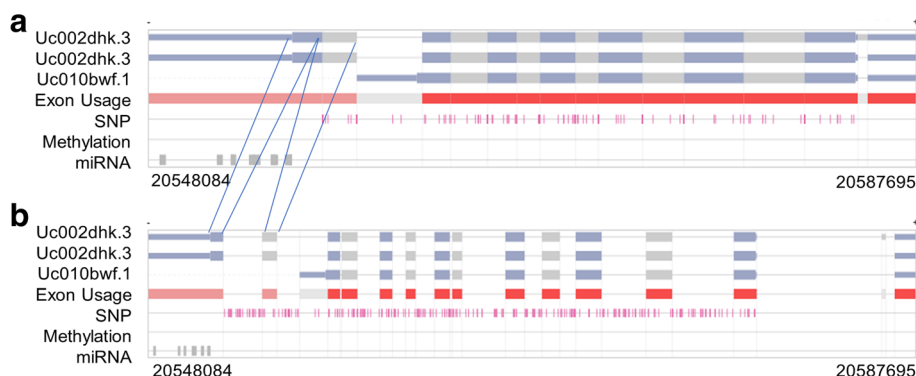 a
Uc002dhk.3
Uc002dhk.3
Uc010bwf.1
Exon Usage
SNP
Methylation
miRNA
20548084 20587695
b
Uc002dhk.3
Uc002dhk.3
Uc010bwf.1
Exon Usage
SNP
Methylation
miRNA
20548084 20587695